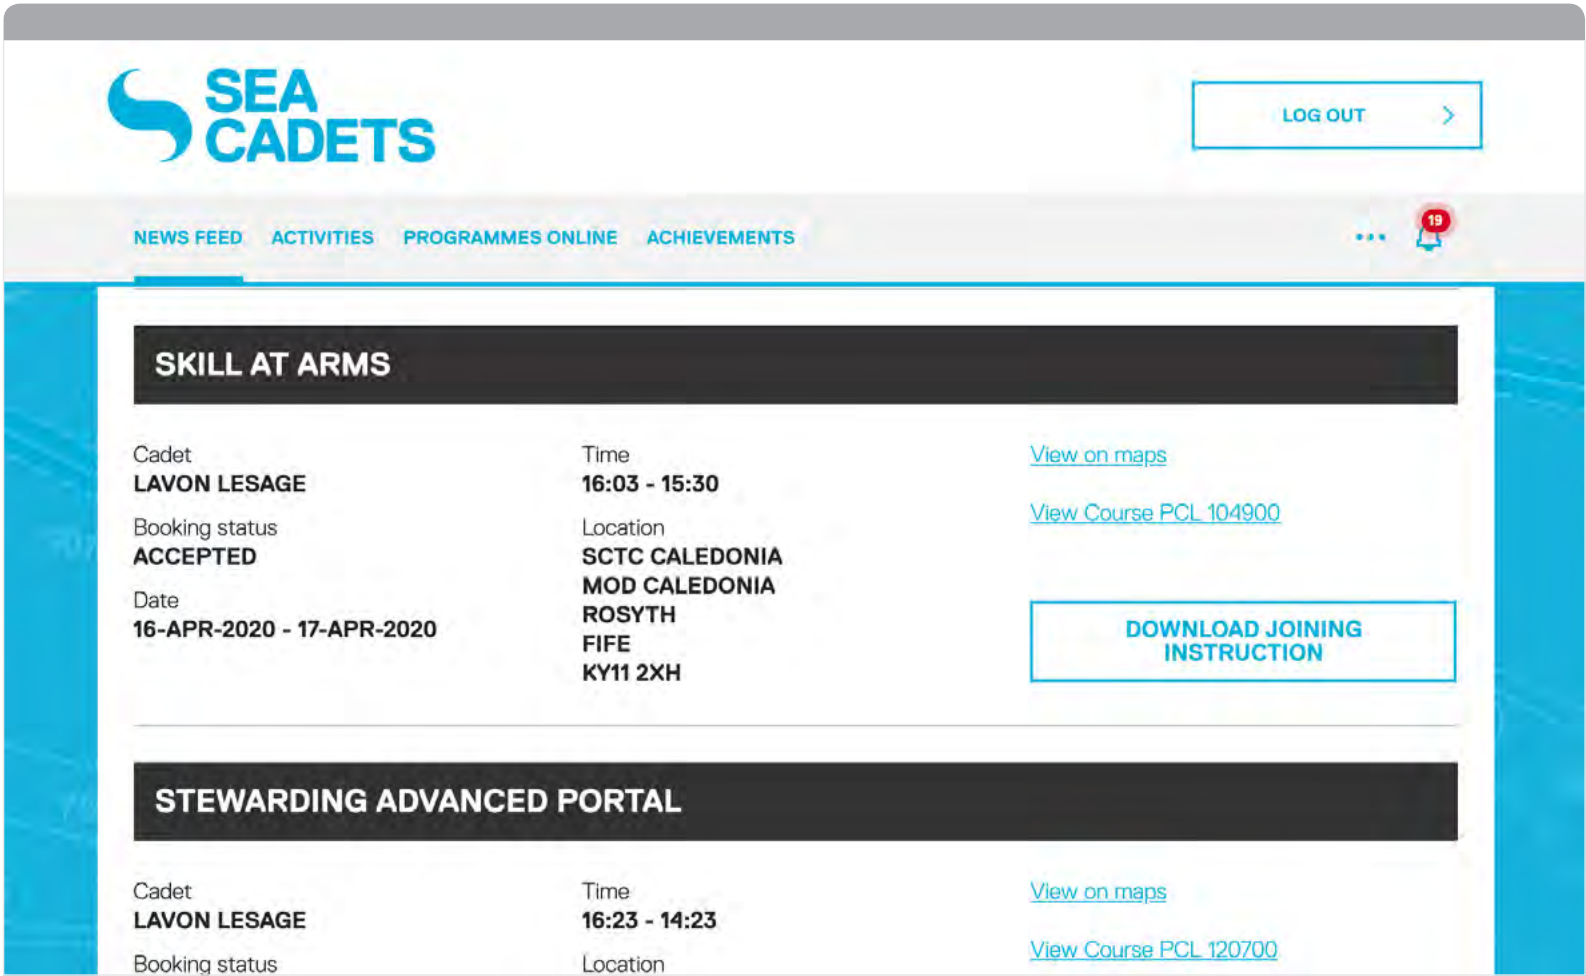 SEA
CADETS
LOG OUT
NEWS FEED ACTIVITIES PROGRAMMES ONLINE ACHIEVEMENTS
19
SKILL AT ARMS
Cadet
LAVON LESAGE
Booking status
ACCEPTED
Date
16-APR-2020 - 17-APR-2020
Time
16:03 - 15:30
Location
SCTC CALEDONIA
MOD CALEDONIA
ROSYTH
FIFE
KY11 2XH
View on maps
View Course PCL 104900
DOWNLOAD JOINING
INSTRUCTION
STEWARDING ADVANCED PORTAL
Cadet
LAVON LESAGE
Booking status
Time
16:23 - 14:23
Location
View on maps
View Course PCL 120700